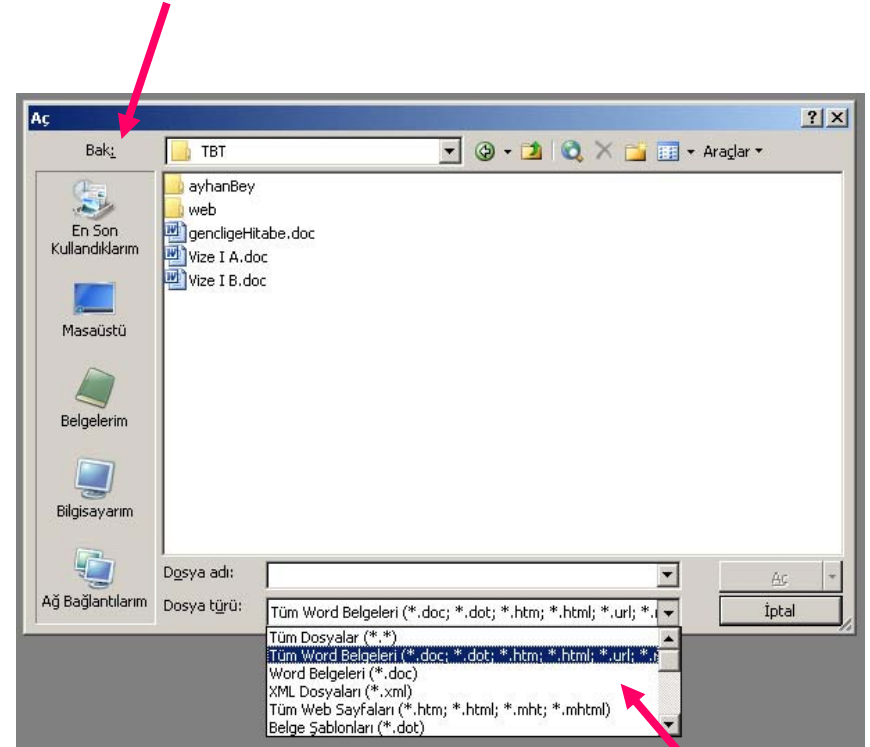 Aç
Bak:
TBT
Araçlar
En Son
Kullandıklarım
Masaüstü
Belgelerim
Bilgisayarım
Ağ Bağlantılarım
ayhanBey
web
gencligeHitabe.doc
Vize I A.doc
Vize I B.doc
Dosya adı:
Aç
Dosya türü:
Tüm Word Belgeleri (*.doc; *.dot; *.htm; *.html; *.url; *.
İptal
Tüm Dosyalar (*.*)
Tüm Word Belgeleri (*.doc; *.dot; *.htm; *.html; *.url; *.
Word Belgeleri (*.doc)
XML Dosyaları (*.xml)
Tüm Web Sayfaları (*.htm; *.html; *.mht; *.mhtml)
Belge Şablonları (*.dot)